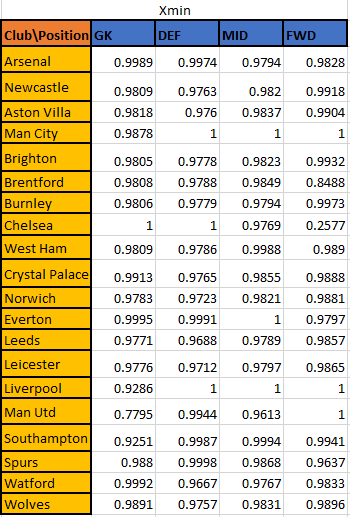 Xmin
Club\Position GK DEF MID FWD
Arsenal 0.9989 0.9974 0.9794 0.9828
Newcastle 0.9809 0.9763 0.982 0.9918
Aston Villa 0.9818 0.976 0.9837 0.9904
Man City 0.9878 1 1 1
Brighton 0.9805 0.9778 0.9823 0.9932
Brentford 0.9808 0.9788 0.9849 0.8488
Burnley 0.9806 0.9779 0.9794 0.9973
Chelsea 1 1 0.9769 0.2577
West Ham 0.9809 0.9786 0.9988 0.989
Crystal Palace 0.9913 0.9765 0.9855 0.9888
Norwich 0.9783 0.9723 0.9821 0.9881
Everton 0.9995 0.9991 1 0.9797
Leeds 0.9771 0.9688 0.9789 0.9857
Leicester 0.9776 0.9712 0.9797 0.9865
Liverpool 0.9286 1 1 1
Man Utd 0.7795 0.9944 0.9613 1
Southampton 0.9251 0.9987 0.9994 0.9941
Spurs 0.988 0.9998 0.9868 0.9637
Watford 0.9992 0.9667 0.9767 0.9833
Wolves 0.9891 0.9757 0.9831 0.9896